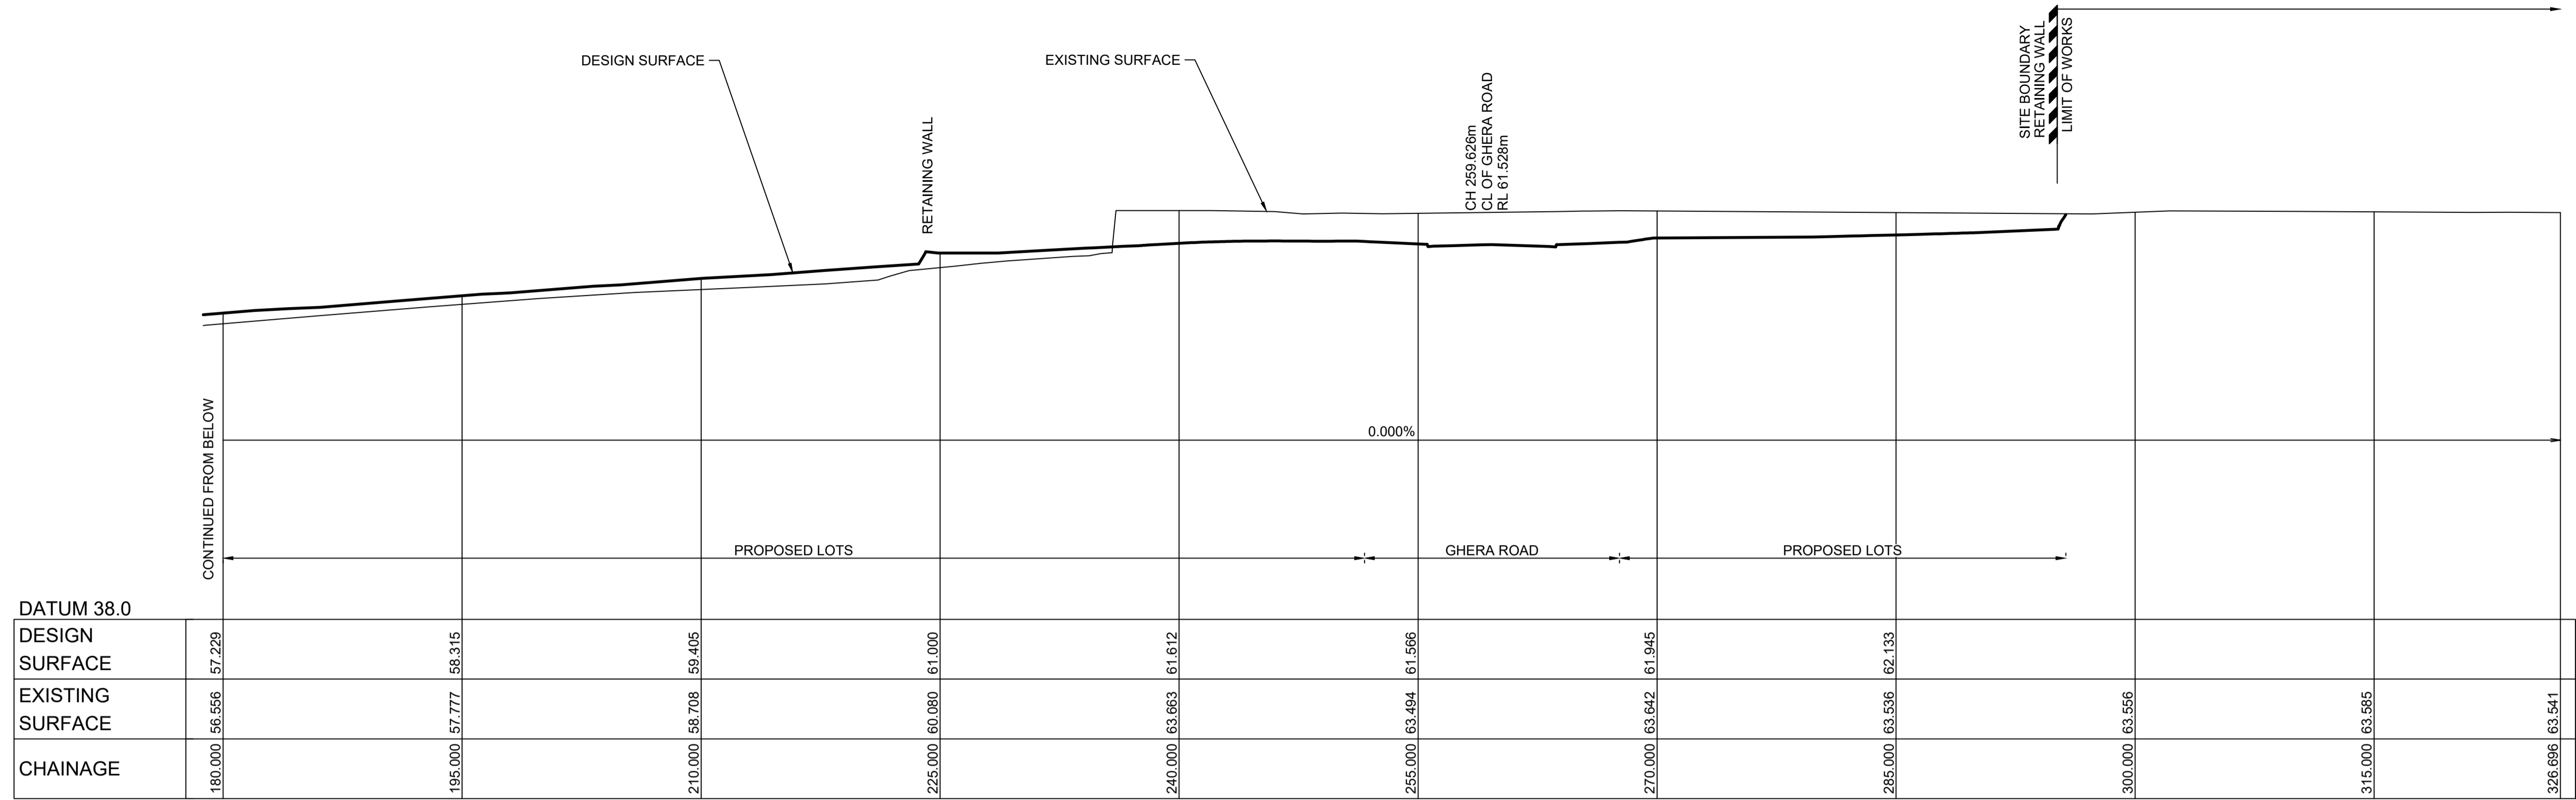 DESIGN SURFACE
EXISTING SURFACE
RETAINING WALL
CH 259.626m
CL OF GHERA ROAD
RL 61.528m
SITE BOUNDARY
RETAINING WALL
LIMIT OF WORKS
CONTINUED FROM BELOW
0.000%
PROPOSED LOTS
GHERA ROAD
PROPOSED LOTS
DATUM 38.0
DESIGN
SURFACE
57.229
58.315
59.405
61.000
61.612
61.566
61.945
62.133
EXISTING
SURFACE
56.556
57.777
58.708
60.080
63.663
63.494
63.642
63.536
63.556
63.585
63.541
CHAINAGE
180.000
195.000
210.000
225.000
240.000
255.000
270.000
285.000
300.000
315.000
326.696